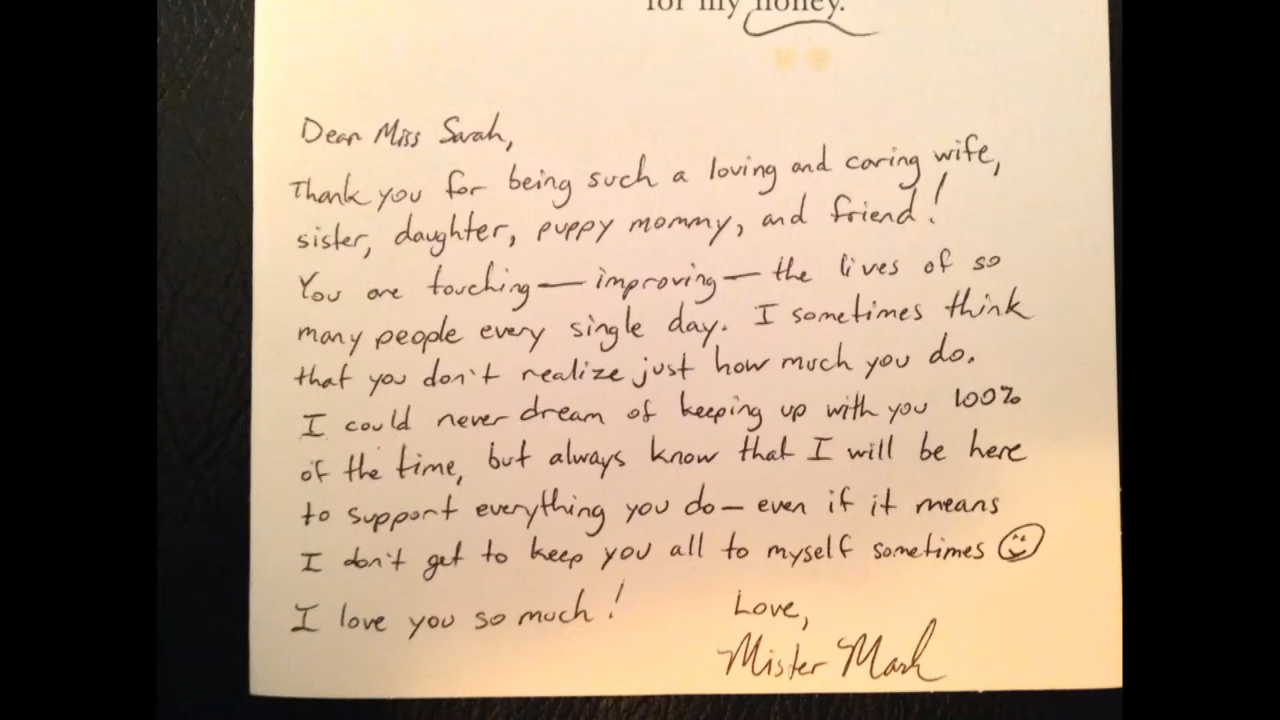 for my honey.
Dear Miss Sarah,
Thank you for being such a loving and caring wife,
sister, daughter, puppy mommy, and friend!
You are touching — improving — the lives of so
many people every single day. I sometimes think
that you don't realize just how much you do.
I could never dream of keeping up with you 100%
of the time, but always know that I will be here
to support everything you do — even if it means
I don't get to keep you all to myself sometimes
I love you so much!
Love,
Mister Mark